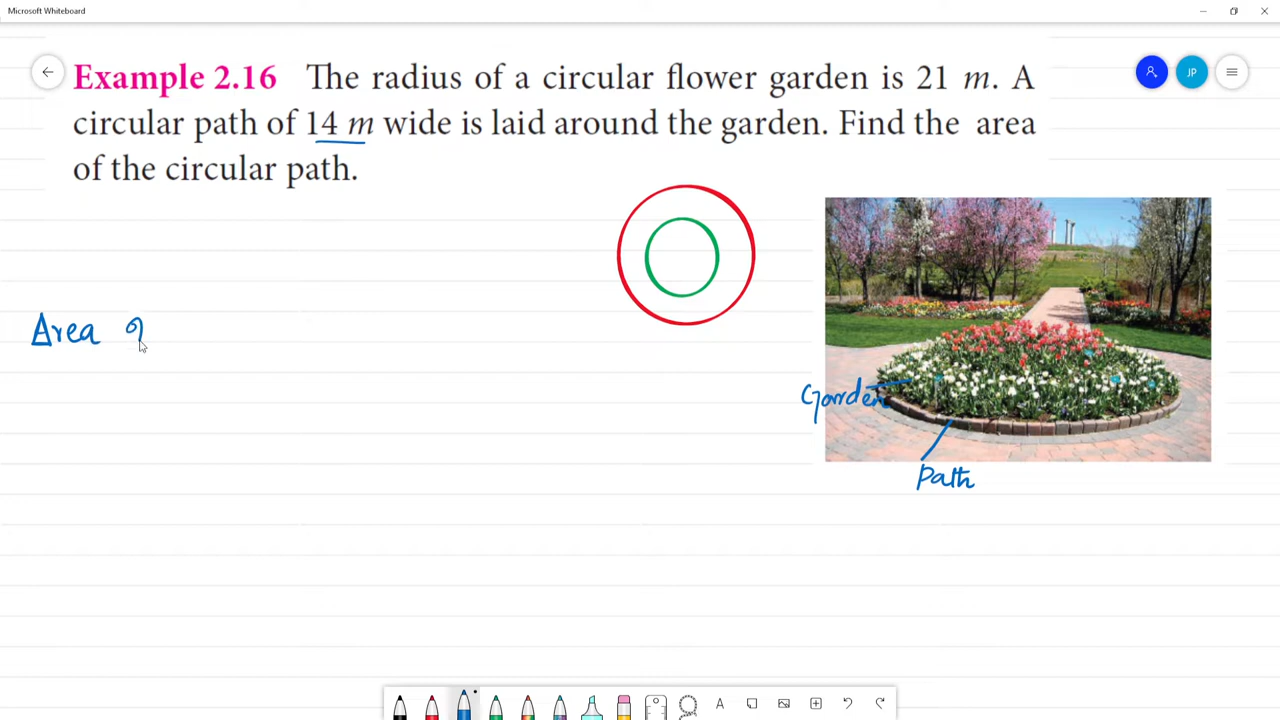 Microsoft Whiteboard
Example 2.16 The radius of a circular flower garden is 21 m. A
circular path of 14 m wide is laid around the garden. Find the area
of the circular path.
JP
Area
Garden
Path
A